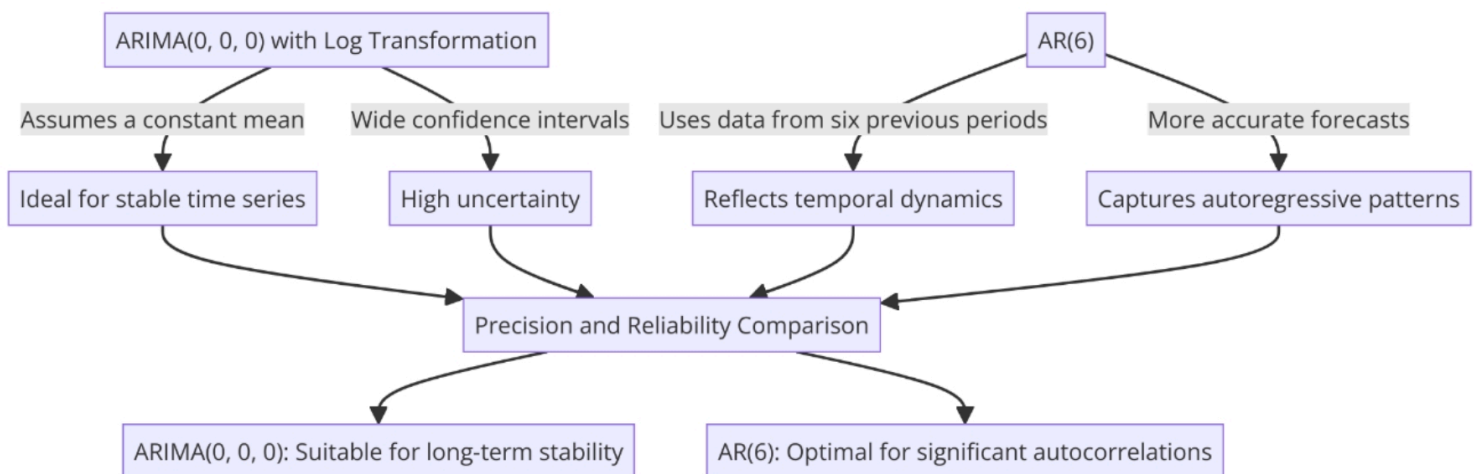 ARIMA(0, 0, 0) with Log Transformation
AR(6)
Assumes a constant mean
Wide confidence intervals
Uses data from six previous periods
More accurate forecasts
Ideal for stable time series
High uncertainty
Reflects temporal dynamics
Captures autoregressive patterns
Precision and Reliability Comparison
ARIMA(0, 0, 0): Suitable for long-term stability
AR(6): Optimal for significant autocorrelations